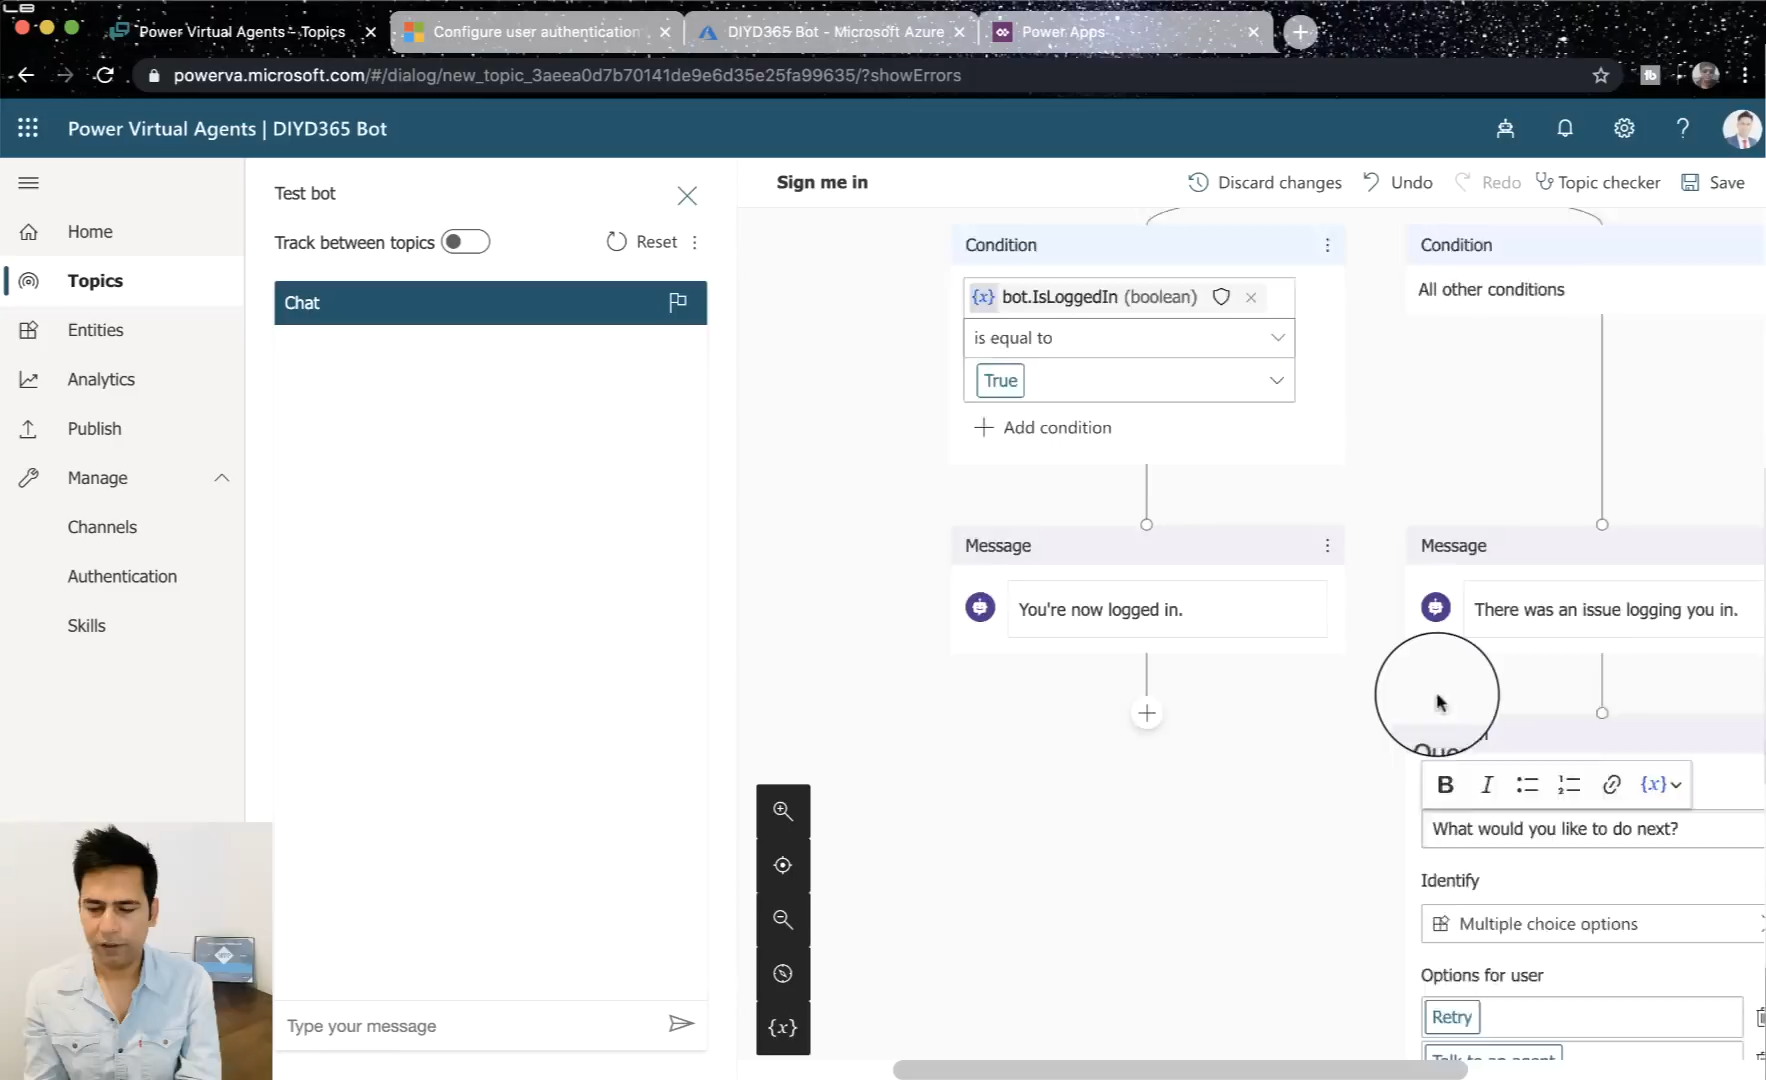 Power Virtual Agents - Topics
Configure user authentication
DIYD365 Bot - Microsoft Azure
Power Apps
powerva.microsoft.com/#/dialog/new_topic_3aeea0d7b70141de9e6d35e25fa99635/?showErrors
Power Virtual Agents | DIYD365 Bot
Home
Topics
Entities
Analytics
Publish
Manage
Channels
Authentication
Skills
Test bot
Track between topics
Reset
Chat
Type your message
Sign me in
Discard changes
Undo
Redo
Topic checker
Save
Condition
{x} bot.IsLoggedIn (boolean)
is equal to
True
Add condition
Message
You're now logged in.
{x}
Condition
All other conditions
Message
There was an issue logging you in.
B I {x}
What would you like to do next?
Identify
Multiple choice options
Options for user
Retry
Talk to an agent